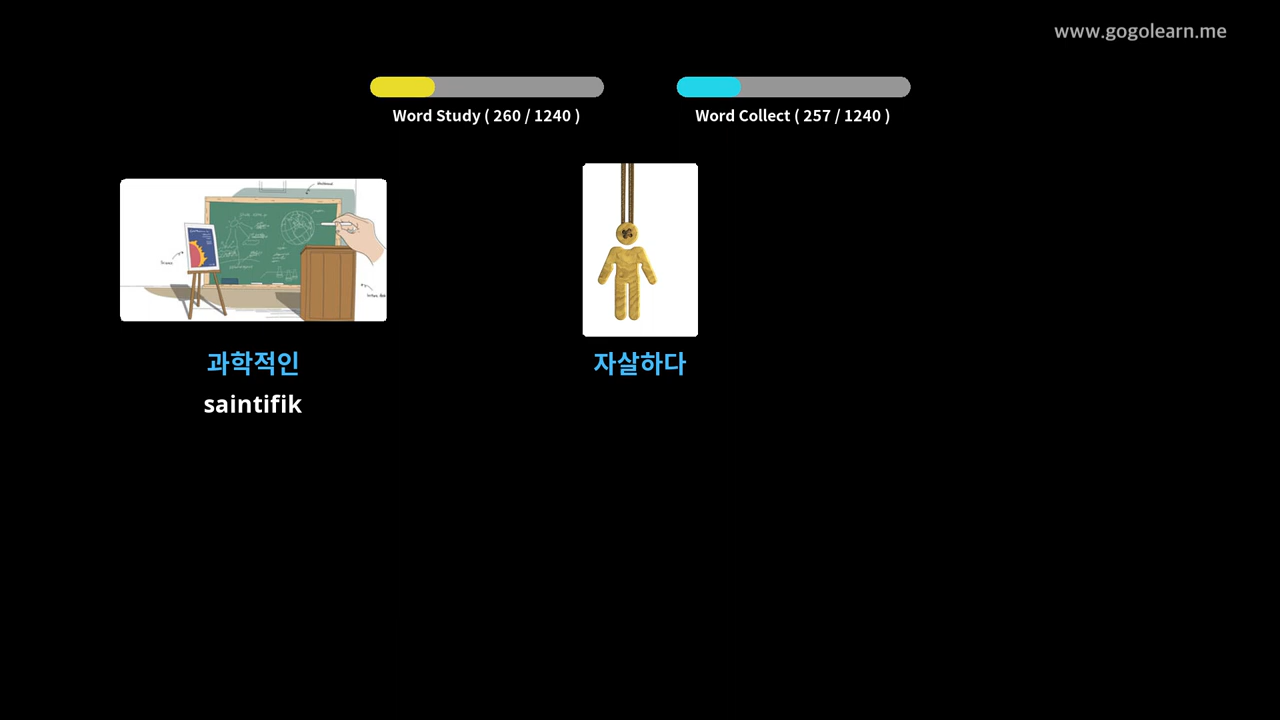 www.gogolearn.me
Word Study ( 260 / 1240 )
Word Collect ( 257 / 1240 )
과학적인
saintifik
자살하다